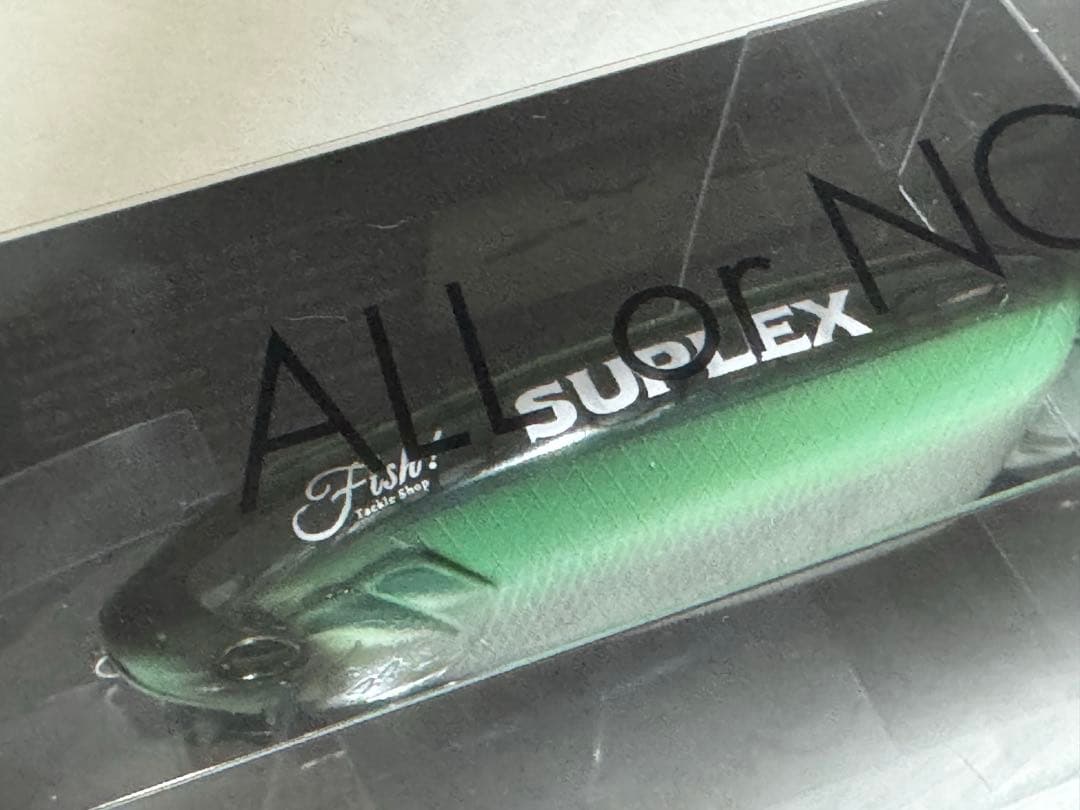 ALL or NO
SUPLEX
Fish!
Tackle Shop